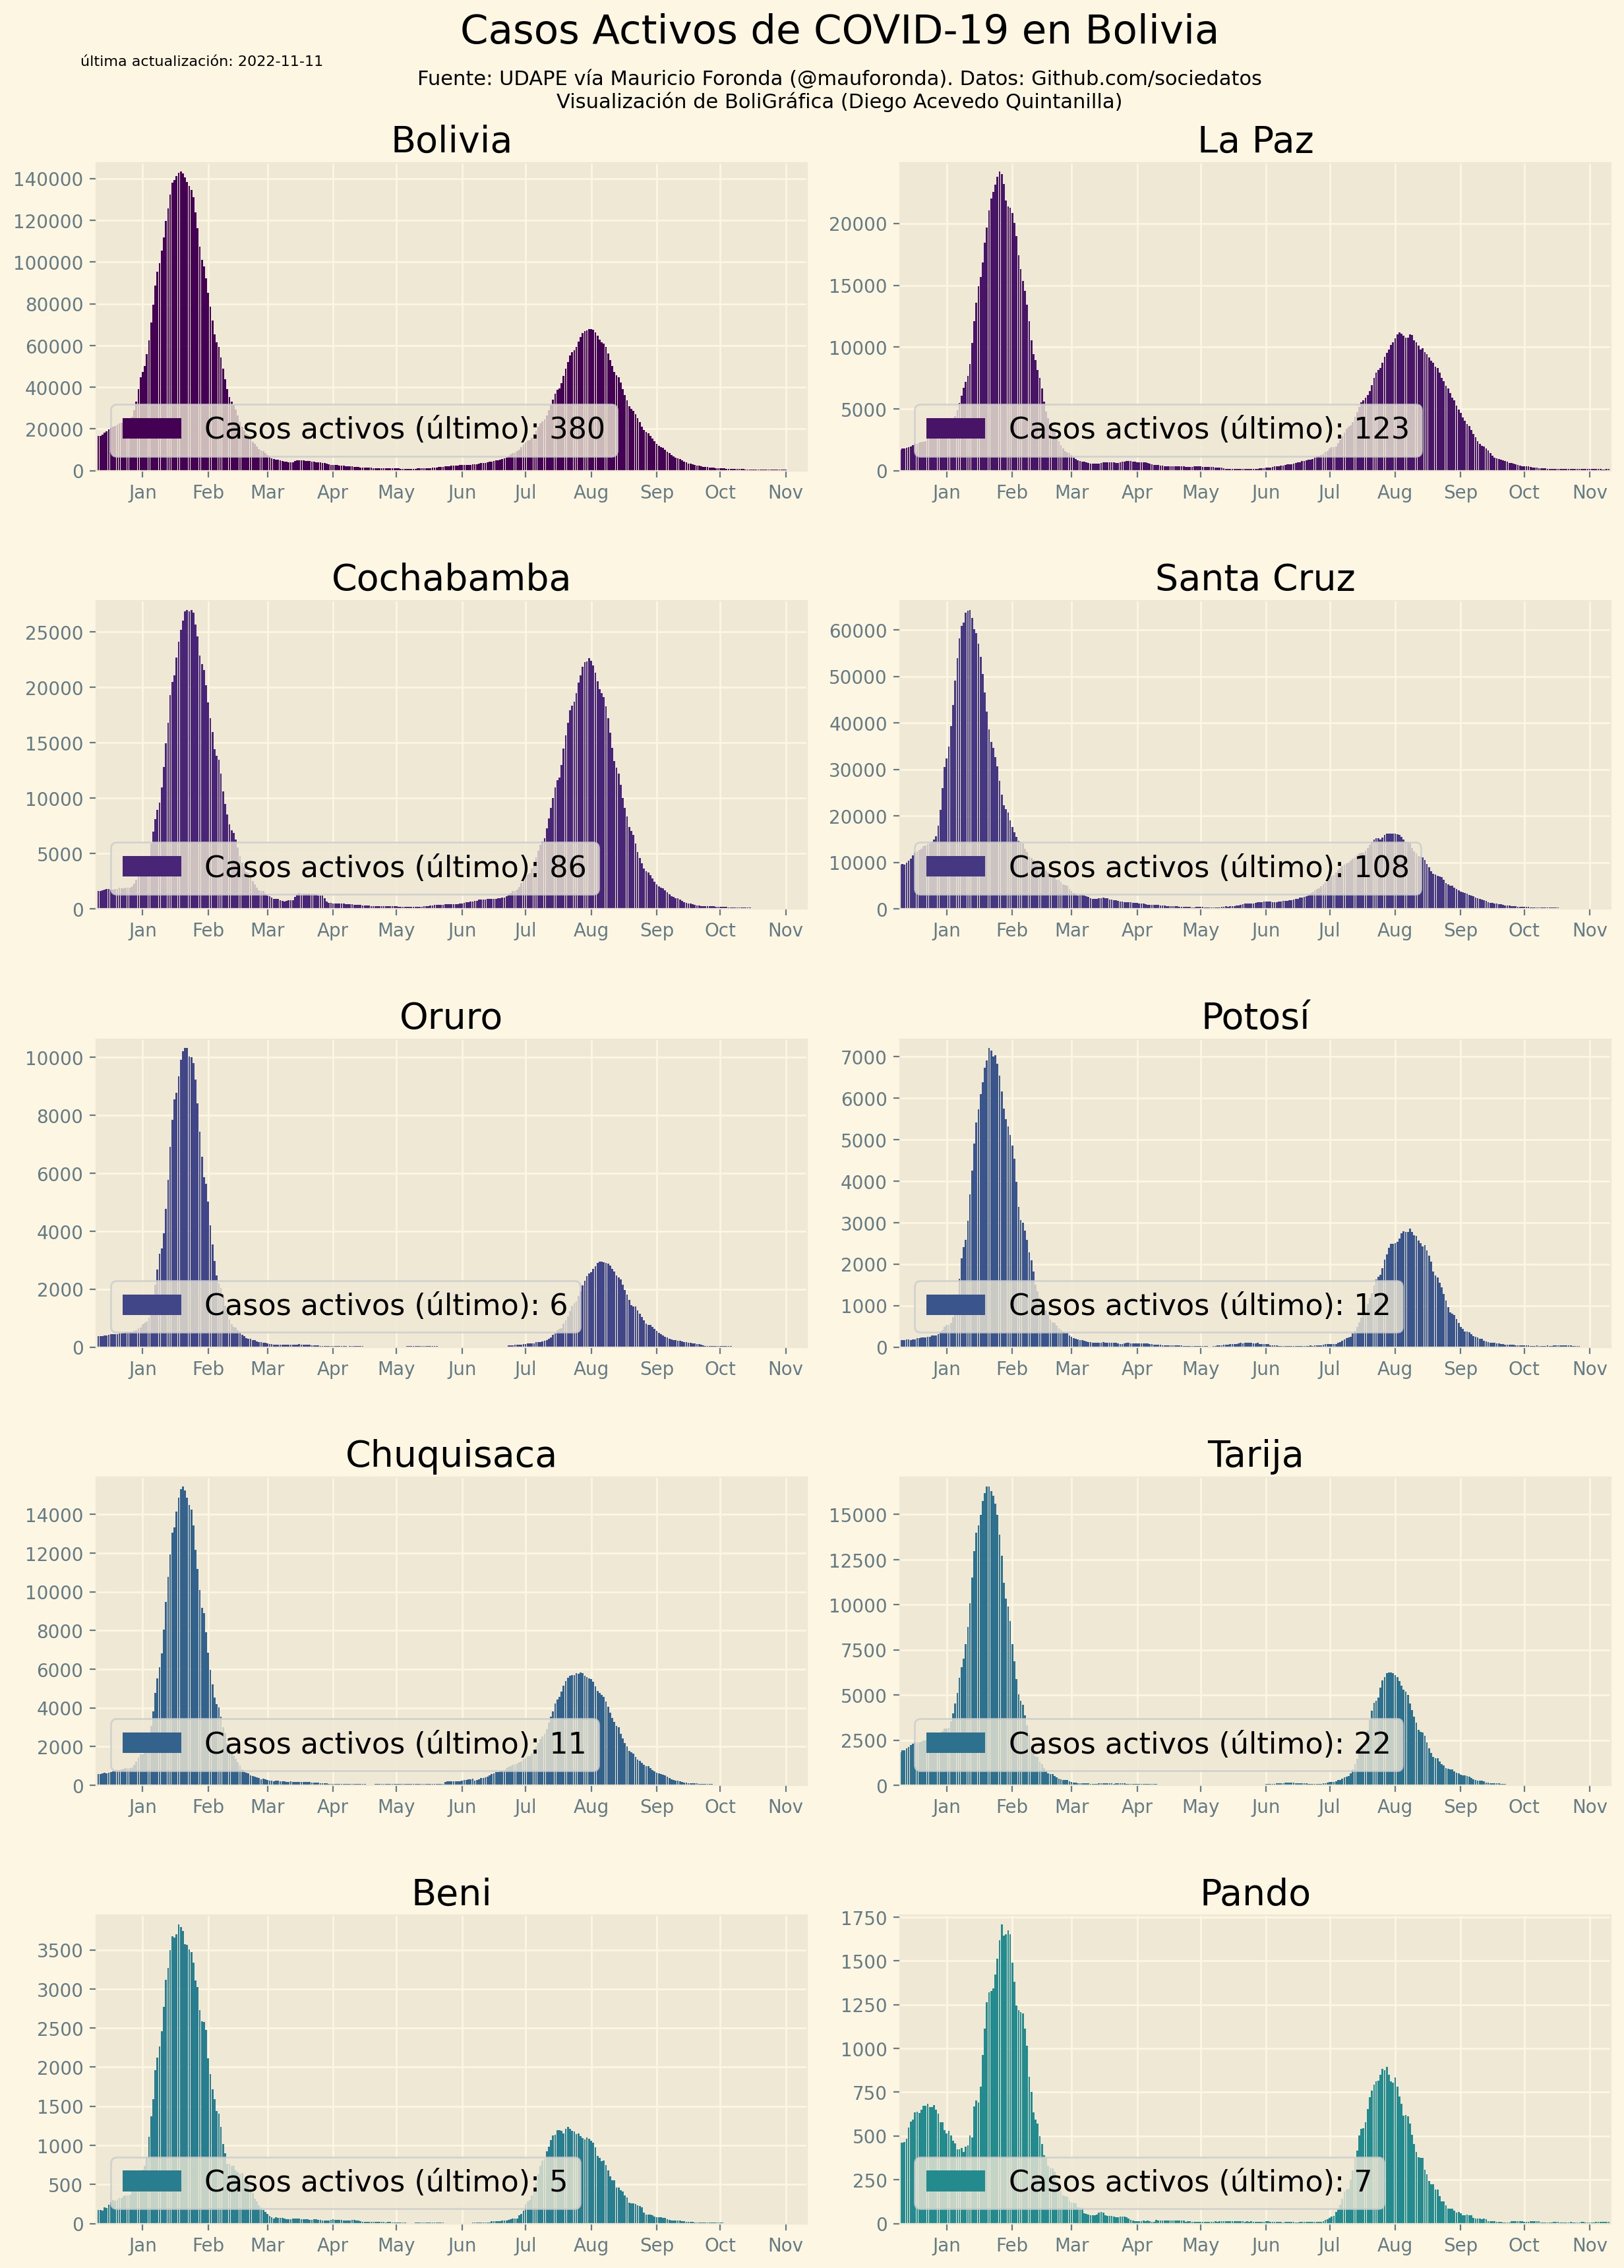 Casos Activos de COVID-19 en Bolivia
última actualización: 2022-11-11
Fuente: UDAPE vía Mauricio Foronda (@mauforonda). Datos: Github.com/sociedatos
Visualización de BoliGráfica (Diego Acevedo Quintanilla)
Bolivia
140000
120000
100000
80000
60000
40000
20000
0
Casos activos (último): 380
Jan Feb Mar Apr May Jun Jul Aug Sep Oct Nov
La Paz
20000
15000
10000
5000
0
Casos activos (último): 123
Jan Feb Mar Apr May Jun Jul Aug Sep Oct Nov
Cochabamba
25000
20000
15000
10000
5000
0
Casos activos (último): 86
Jan Feb Mar Apr May Jun Jul Aug Sep Oct Nov
Santa Cruz
60000
50000
40000
30000
20000
10000
0
Casos activos (último): 108
Jan Feb Mar Apr May Jun Jul Aug Sep Oct Nov
Oruro
10000
8000
6000
4000
2000
0
Casos activos (último): 6
Jan Feb Mar Apr May Jun Jul Aug Sep Oct Nov
Potosí
7000
6000
5000
4000
3000
2000
1000
0
Casos activos (último): 12
Jan Feb Mar Apr May Jun Jul Aug Sep Oct Nov
Chuquisaca
14000
12000
10000
8000
6000
4000
2000
0
Casos activos (último): 11
Jan Feb Mar Apr May Jun Jul Aug Sep Oct Nov
Tarija
15000
12500
10000
7500
5000
2500
0
Casos activos (último): 22
Jan Feb Mar Apr May Jun Jul Aug Sep Oct Nov
Beni
3500
3000
2500
2000
1500
1000
500
0
Casos activos (último): 5
Jan Feb Mar Apr May Jun Jul Aug Sep Oct Nov
Pando
1750
1500
1250
1000
750
500
250
0
Casos activos (último): 7
Jan Feb Mar Apr May Jun Jul Aug Sep Oct Nov